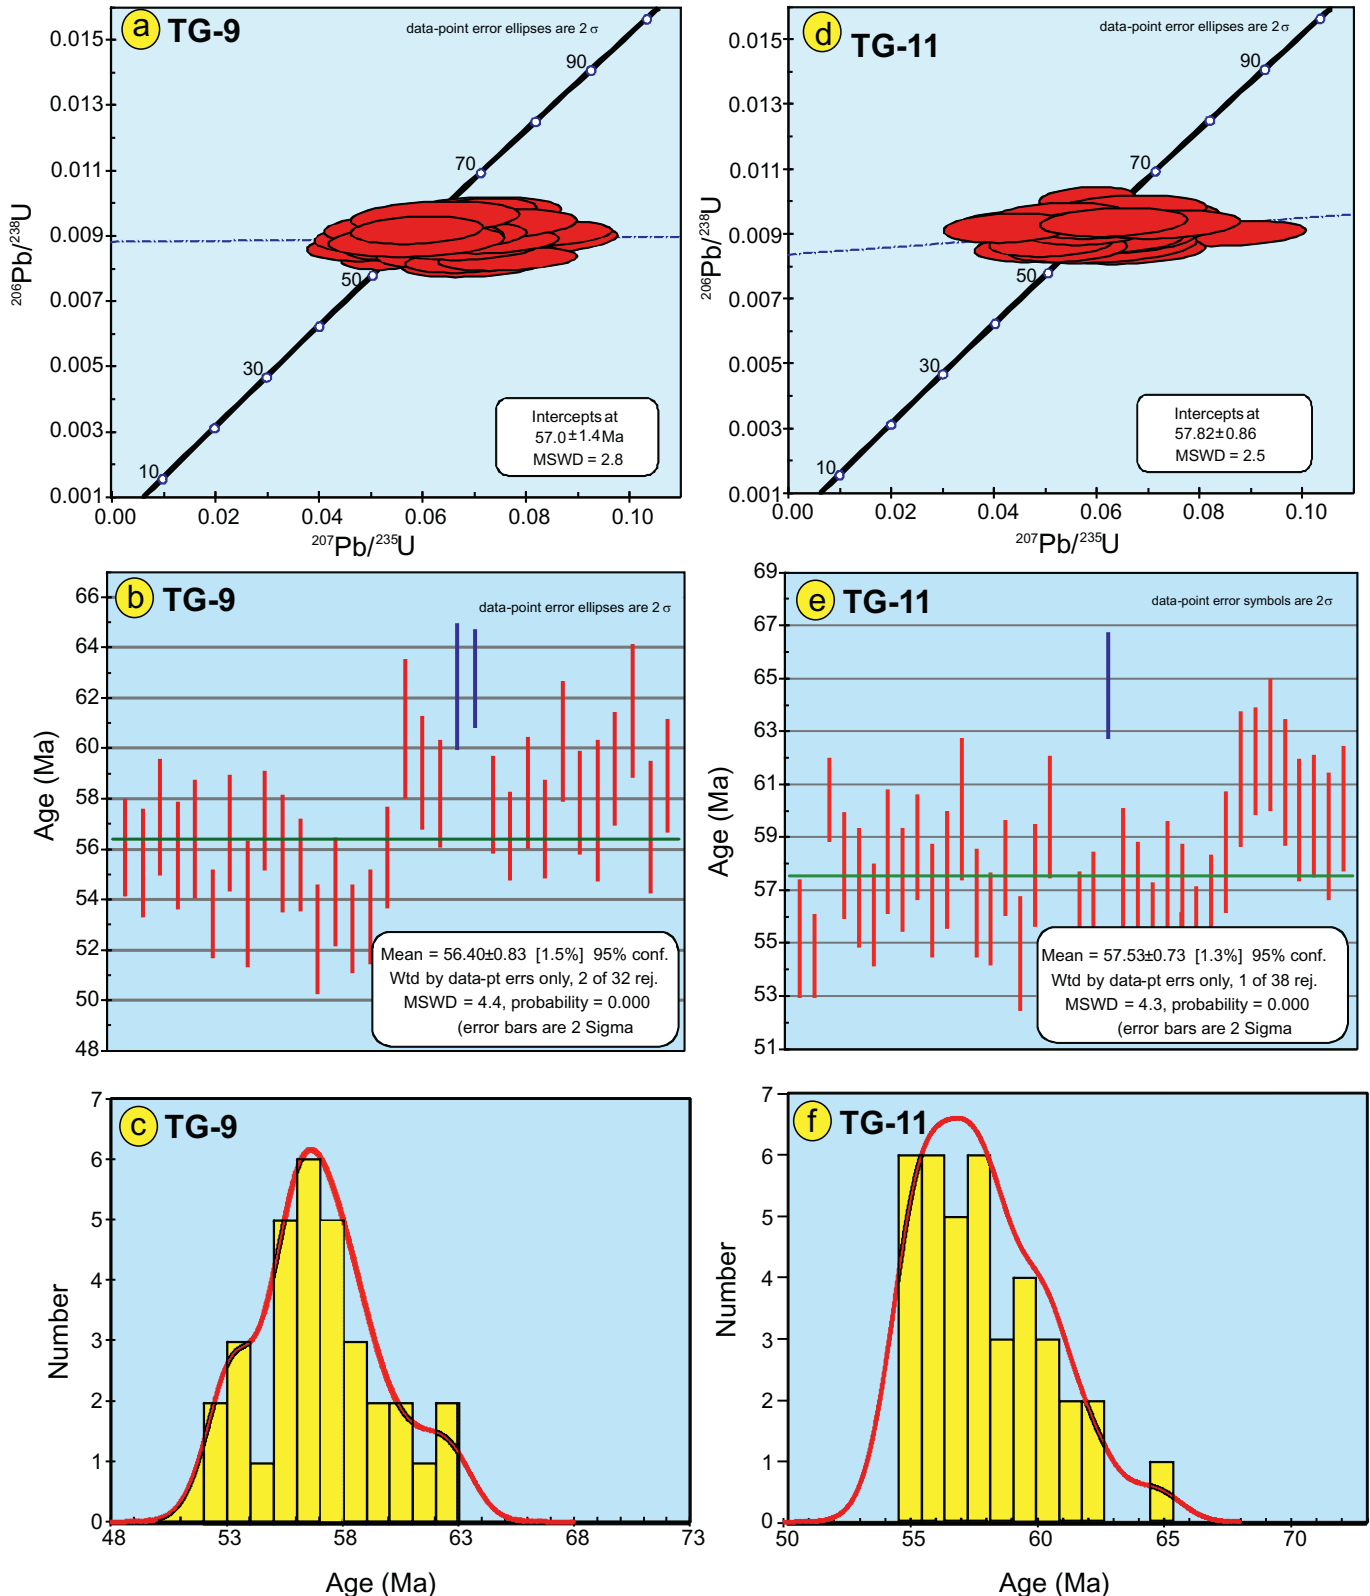 a TG-9
data-point error ellipses are 2 σ
0.015
0.013
0.011
0.009
0.007
0.005
0.003
0.001
206Pb/238U
90
70
50
30
10
Intercepts at
57.0±1.4Ma
MSWD = 2.8
0.00 0.02 0.04 0.06 0.08 0.10
207Pb/235U
d TG-11
data-point error ellipses are 2 σ
0.015
0.013
0.011
0.009
0.007
0.005
0.003
0.001
206Pb/238U
90
70
50
30
10
Intercepts at
57.82±0.86
MSWD = 2.5
0.00 0.02 0.04 0.06 0.08 0.10
207Pb/235U
b TG-9
data-point error ellipses are 2 σ
66
64
62
60
58
56
54
52
50
48
Age (Ma)
Mean = 56.40±0.83 [1.5%] 95% conf.
Wtd by data-pt errs only, 2 of 32 rej.
MSWD = 4.4, probability = 0.000
(error bars are 2 Sigma
e TG-11
data-point error symbols are 2σ
69
67
65
63
61
59
57
55
53
51
Age (Ma)
Mean = 57.53±0.73 [1.3%] 95% conf.
Wtd by data-pt errs only, 1 of 38 rej.
MSWD = 4.3, probability = 0.000
(error bars are 2 Sigma
c TG-9
7
6
5
4
3
2
1
0
Number
48 53 58 63 68 73
Age (Ma)
f TG-11
7
6
5
4
3
2
1
0
Number
50 55 60 65 70
Age (Ma)